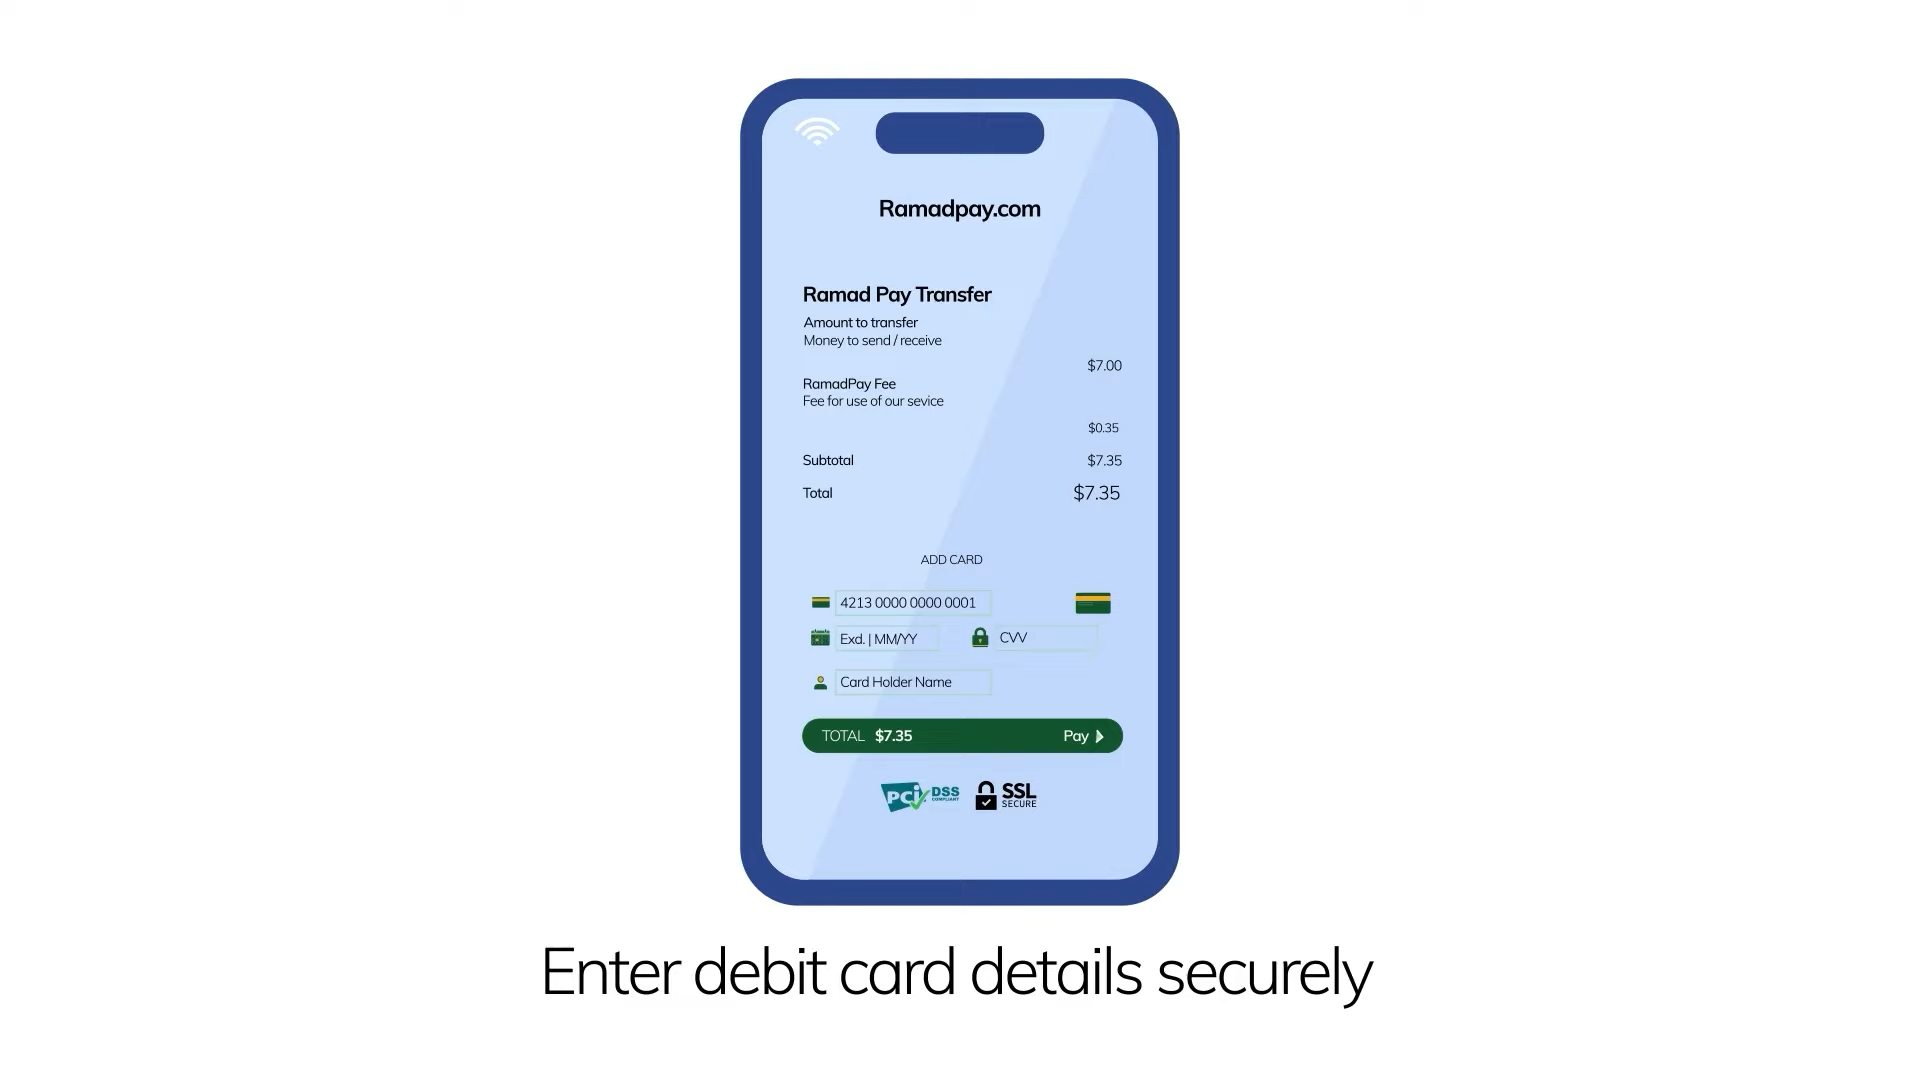 Ramadpay.com
Ramad Pay Transfer
Amount to transfer
Money to send / receive
$7.00
RamadPay Fee
Fee for use of our sevice
$0.35
Subtotal $7.35
Total $7.35
ADD CARD
4213 0000 0000 0001
Exd. | MM/YY CVV
Card Holder Name
TOTAL $7.35 Pay
PCi DSS COMPLIANT SSL SECURE
Enter debit card details securely